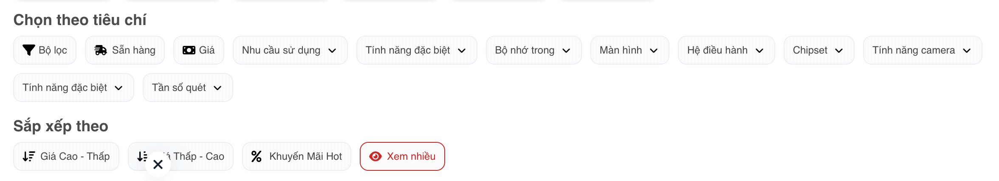 Chọn theo tiêu chí
Bộ lọc Sẵn hàng Giá Nhu cầu sử dụng Tính năng đặc biệt Bộ nhớ trong Màn hình Hệ điều hành Chipset Tính năng camera
Tính năng đặc biệt Tần số quét
Sắp xếp theo
Giá Cao - Thấp Thấp - Cao Khuyến Mãi Hot Xem nhiều